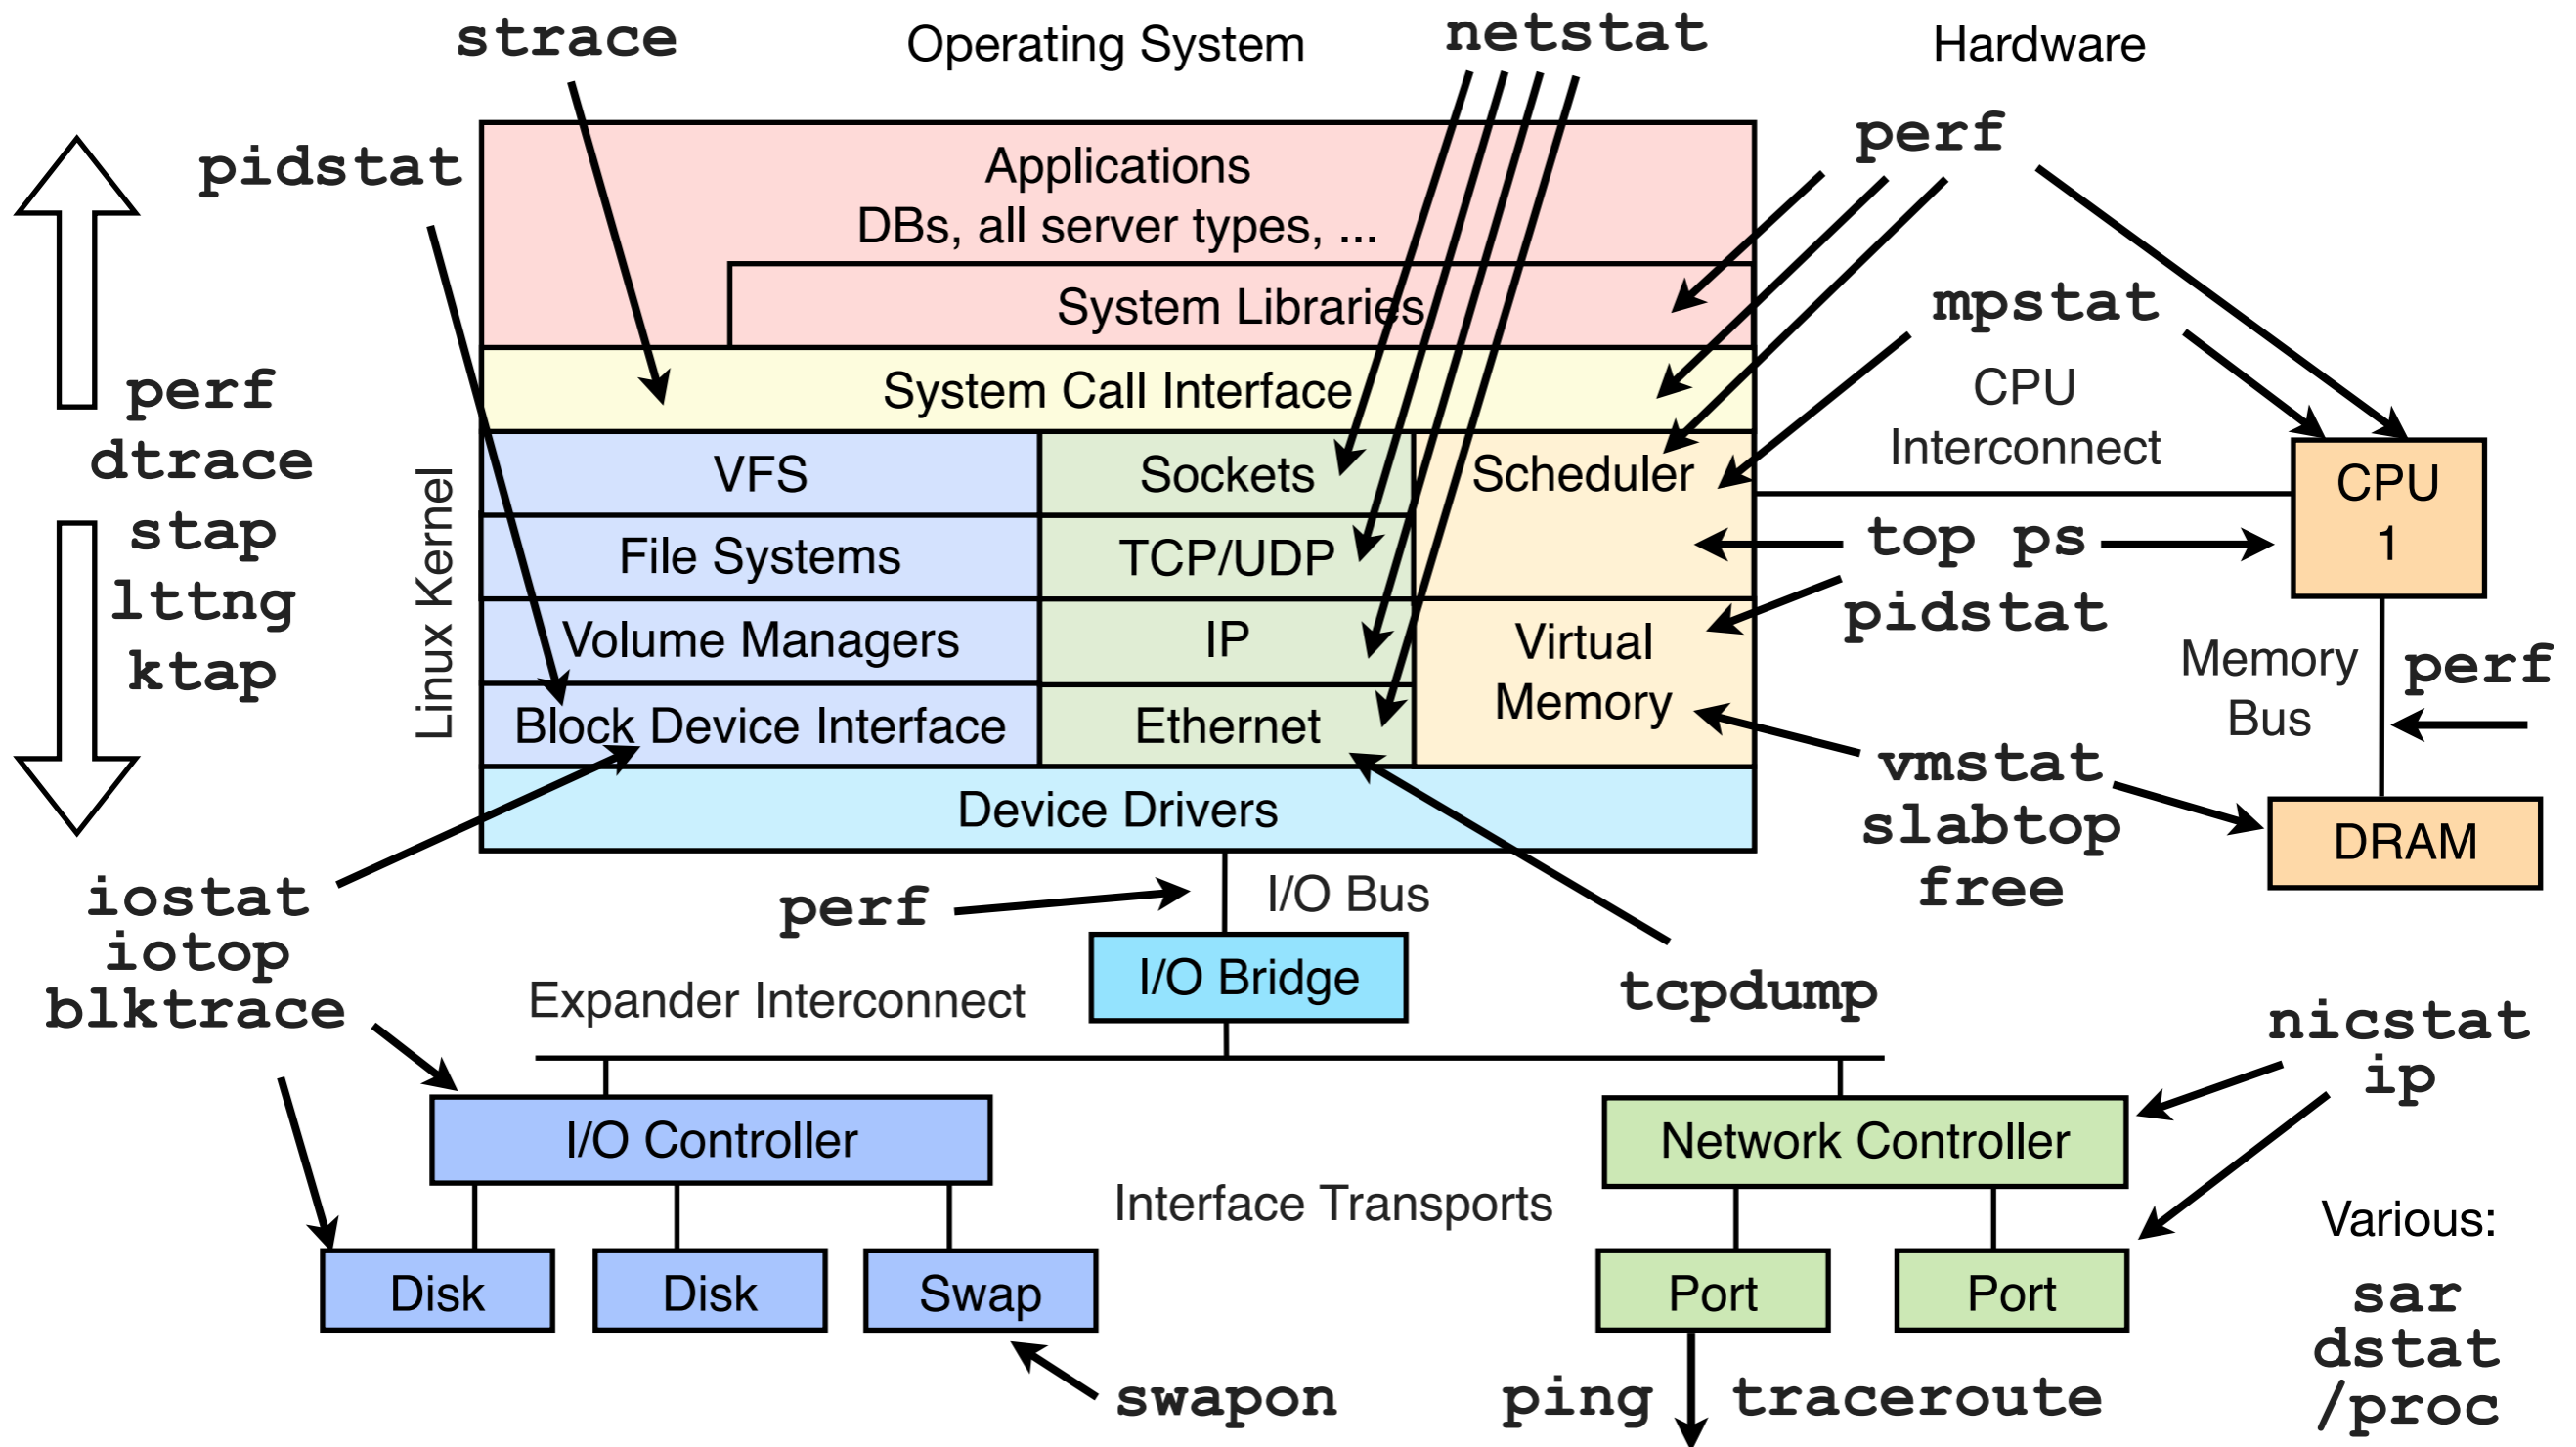 strace
Operating System
netstat
Hardware
perf
pidstat
Applications
DBs, all server types, ...
System Libraries
mpstat
System Call Interface
CPU
Interconnect
perf
dtrace
stap
lttng
ktap
Linux Kernel
VFS
Sockets
Scheduler
CPU
1
File Systems
TCP/UDP
top ps
pidstat
Volume Managers
IP
Virtual
Memory
Memory
Bus
perf
Block Device Interface
Ethernet
vmstat
slabtop
free
Device Drivers
DRAM
iostat
iotop
blktrace
perf
I/O Bus
I/O Bridge
Expander Interconnect
tcpdump
nicstat
ip
I/O Controller
Network Controller
Interface Transports
Various:
Disk
Disk
Swap
Port
Port
sar
dstat
/proc
swapon
ping
traceroute